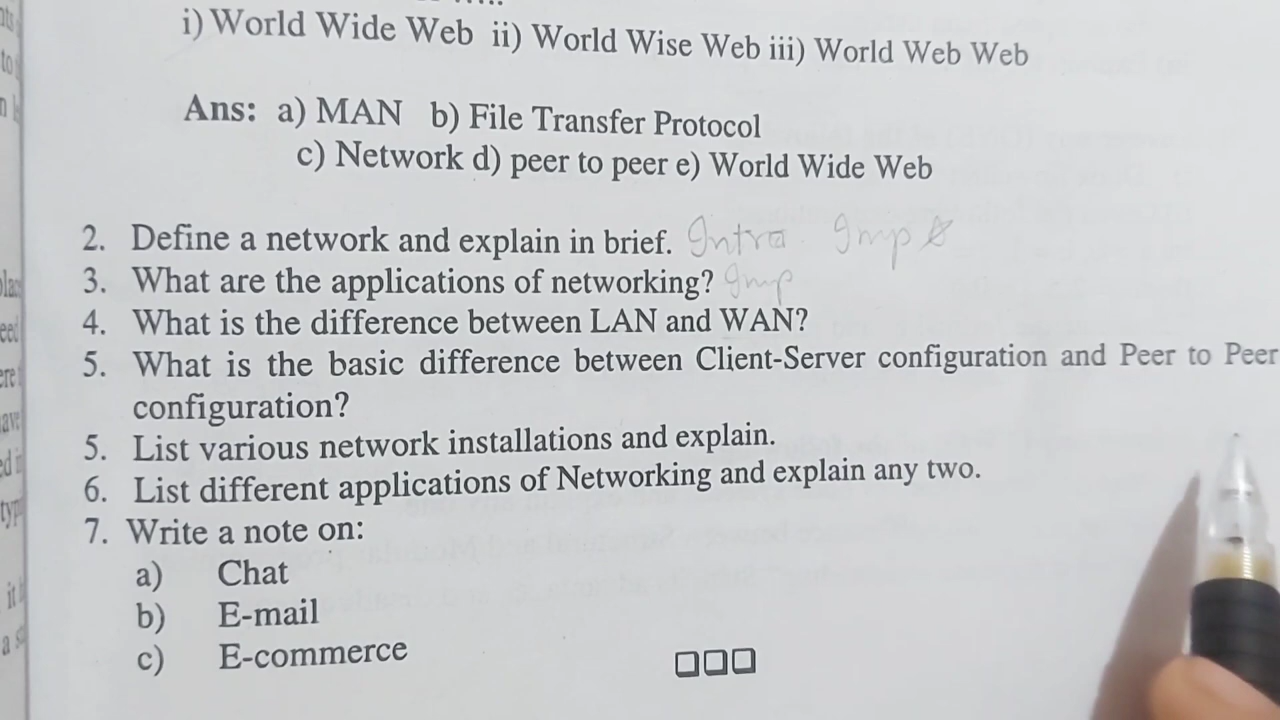 i) World Wide Web ii) World Wise Web iii) World Web Web
Ans: a) MAN b) File Transfer Protocol
c) Network d) peer to peer e) World Wide Web
2. Define a network and explain in brief. Intro Imp
3. What are the applications of networking? Imp
4. What is the difference between LAN and WAN?
5. What is the basic difference between Client-Server configuration and Peer to Peer
configuration?
5. List various network installations and explain.
6. List different applications of Networking and explain any two.
7. Write a note on:
a) Chat
b) E-mail
c) E-commerce